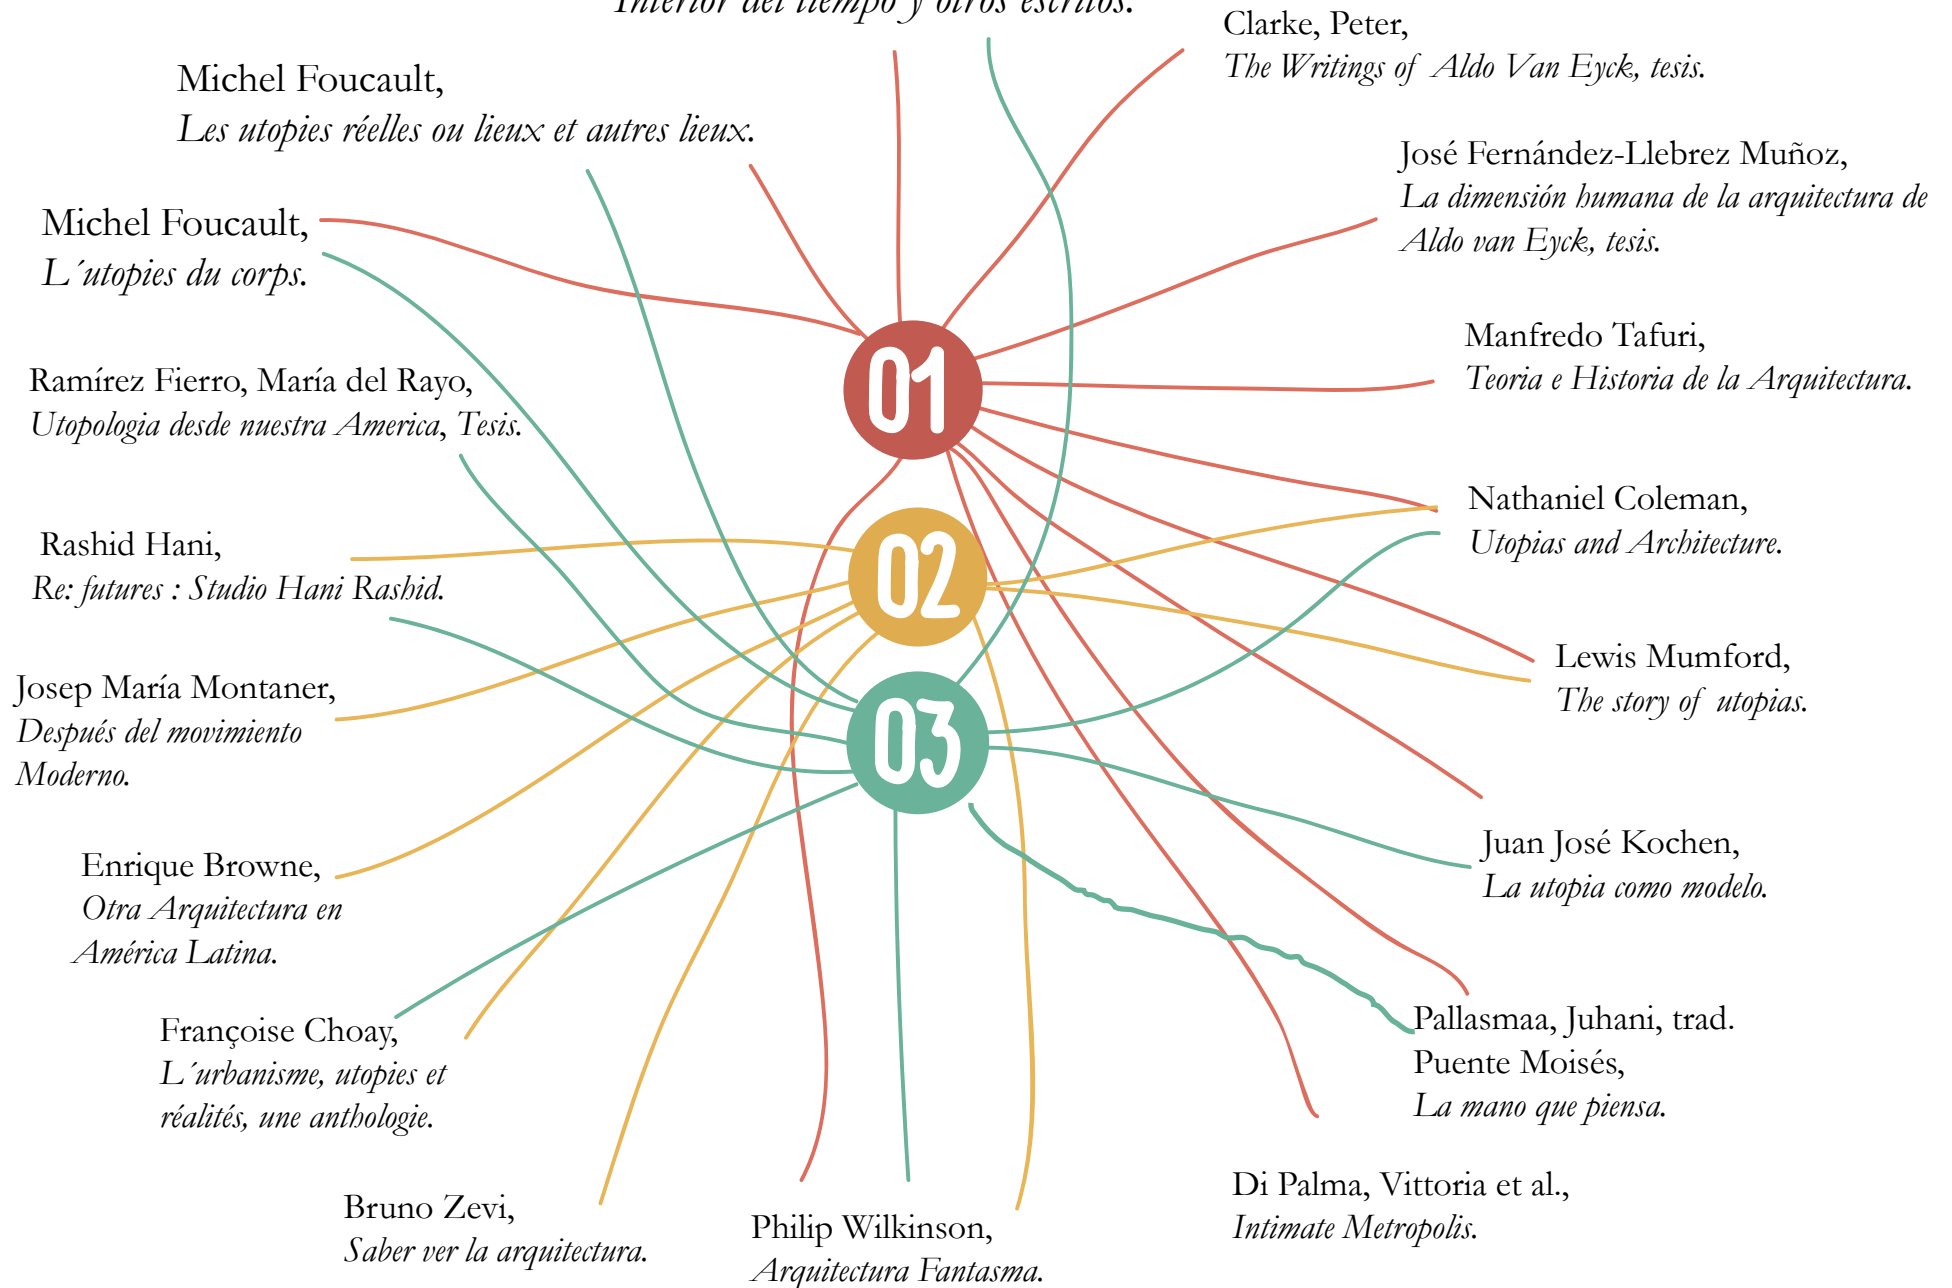 Interior del tiempo y otros escritos.
Clarke, Peter,
The Writings of Aldo Van Eyck, tesis.
Michel Foucault,
Les utopies réelles ou lieux et autres lieux.
José Fernández-Llebrez Muñoz,
La dimensión humana de la arquitectura de
Aldo van Eyck, tesis.
Michel Foucault,
L´utopies du corps.
Manfredo Tafuri,
Teoria e Historia de la Arquitectura.
Ramírez Fierro, María del Rayo,
Utopologia desde nuestra America, Tesis.
01
Nathaniel Coleman,
Utopias and Architecture.
Rashid Hani,
Re: futures : Studio Hani Rashid.
02
Lewis Mumford,
The story of utopias.
Josep María Montaner,
Después del movimiento
Moderno.
03
Juan José Kochen,
La utopia como modelo.
Enrique Browne,
Otra Arquitectura en
América Latina.
Pallasmaa, Juhani, trad.
Puente Moisés,
La mano que piensa.
Françoise Choay,
L´urbanisme, utopies et
réalités, une anthologie.
Di Palma, Vittoria et al.,
Intimate Metropolis.
Bruno Zevi,
Saber ver la arquitectura.
Philip Wilkinson,
Arquitectura Fantasma.